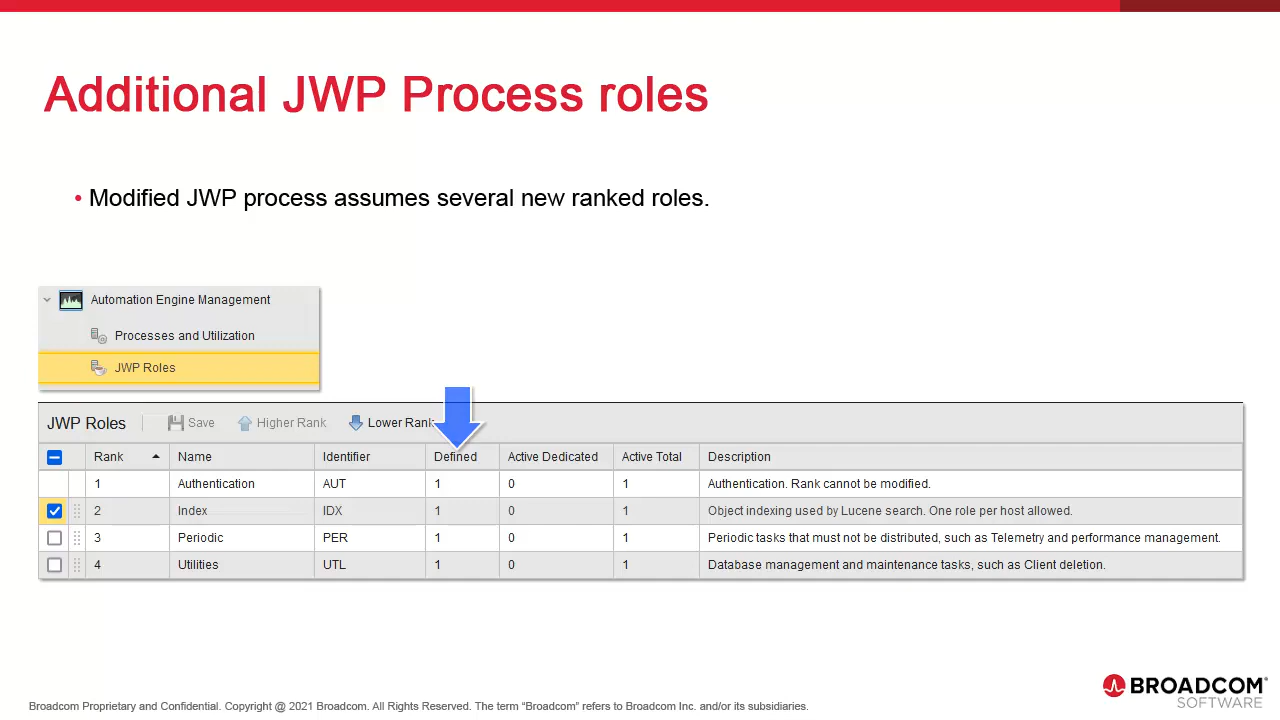 Additional JWP Process roles
• Modified JWP process assumes several new ranked roles.
Automation Engine Management
Processes and Utilization
JWP Roles
JWP Roles Save Higher Rank Lower Rank
Rank Name Identifier Defined Active Dedicated Active Total Description
1 Authentication AUT 1 0 1 Authentication. Rank cannot be modified.
2 Index IDX 1 0 1 Object indexing used by Lucene search. One role per host allowed.
3 Periodic PER 1 0 1 Periodic tasks that must not be distributed, such as Telemetry and performance management.
4 Utilities UTL 1 0 1 Database management and maintenance tasks, such as Client deletion.
BROADCOM®
SOFTWARE
Broadcom Proprietary and Confidential. Copyright @ 2021 Broadcom. All Rights Reserved. The term “Broadcom” refers to Broadcom Inc. and/or its subsidiaries.